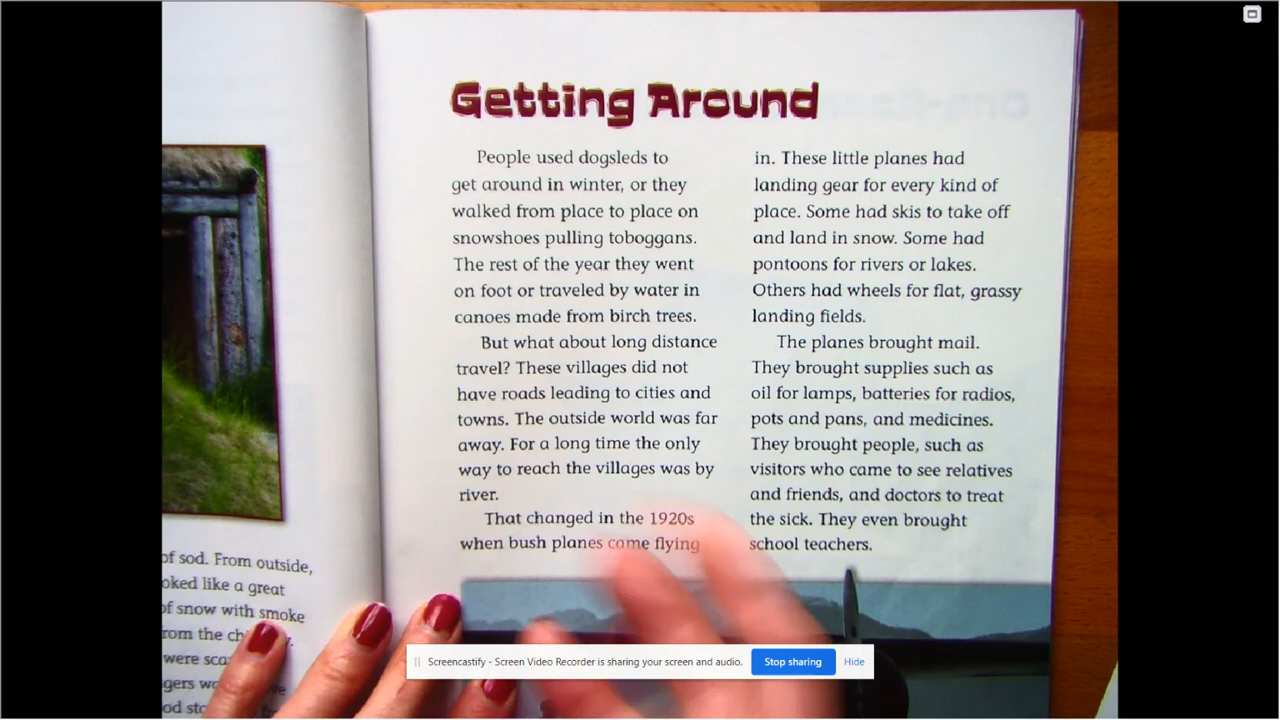 Getting Around
People used dogsleds to
get around in winter, or they
walked from place to place on
snowshoes pulling toboggans.
The rest of the year they went
on foot or traveled by water in
canoes made from birch trees.
But what about long distance
travel? These villages did not
have roads leading to cities and
towns. The outside world was far
away. For a long time the only
way to reach the villages was by
river.
That changed in the 1920s
when bush planes came flying
in. These little planes had
landing gear for every kind of
place. Some had skis to take off
and land in snow. Some had
pontoons for rivers or lakes.
Others had wheels for flat, grassy
landing fields.
The planes brought mail.
They brought supplies such as
oil for lamps, batteries for radios,
pots and pans, and medicines.
They brought people, such as
visitors who came to see relatives
and friends, and doctors to treat
the sick. They even brought
school teachers.
of sod. From outside,
oked like a great
of snow with smoke
rom the
were
Screencastify - Screen Video Recorder is sharing your screen and audio.
Stop sharing
Hide